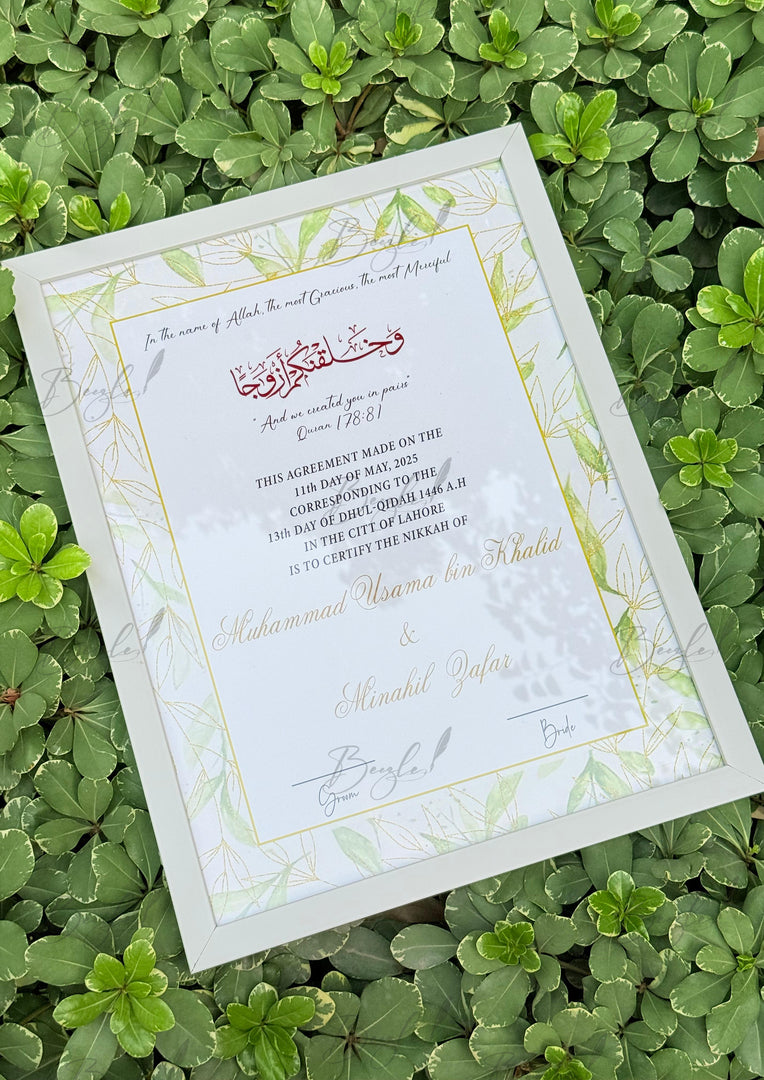 In the name of Allah, the most Gracious, the most Merciful
وَخَلَقْنَٰكُمْ أَزْوَٰجًا
" And we created you in pairs"
Quran [78:8]
THIS AGREEMENT MADE ON THE
11th DAY OF MAY, 2025
CORRESPONDING TO THE
13th DAY OF DHUL-QIDAH 1446 A.H
IN THE CITT OF LAHORE
IS TO CERTIFY THE NIKKAH OF
Muhammad Usama bin Khalid
&
Minahil Zafar
Bride
Groom
Beezle